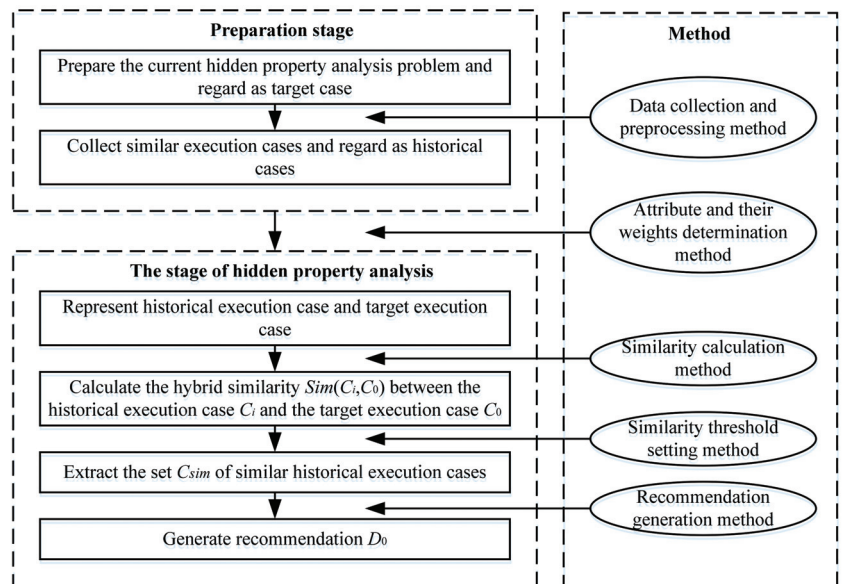 Preparation stage
Prepare the current hidden property analysis problem and
regard as target case
Collect similar execution cases and regard as historical
cases
The stage of hidden property analysis
Represent historical execution case and target execution
case
Calculate the hybrid similarity Sim(Ci,C0) between the
historical execution case Ci and the target execution case C0
Extract the set Csim of similar historical execution cases
Generate recommendation D0
Method
Data collection and
preprocessing method
Attribute and their
weights determination
method
Similarity calculation
method
Similarity threshold
setting method
Recommendation
generation method